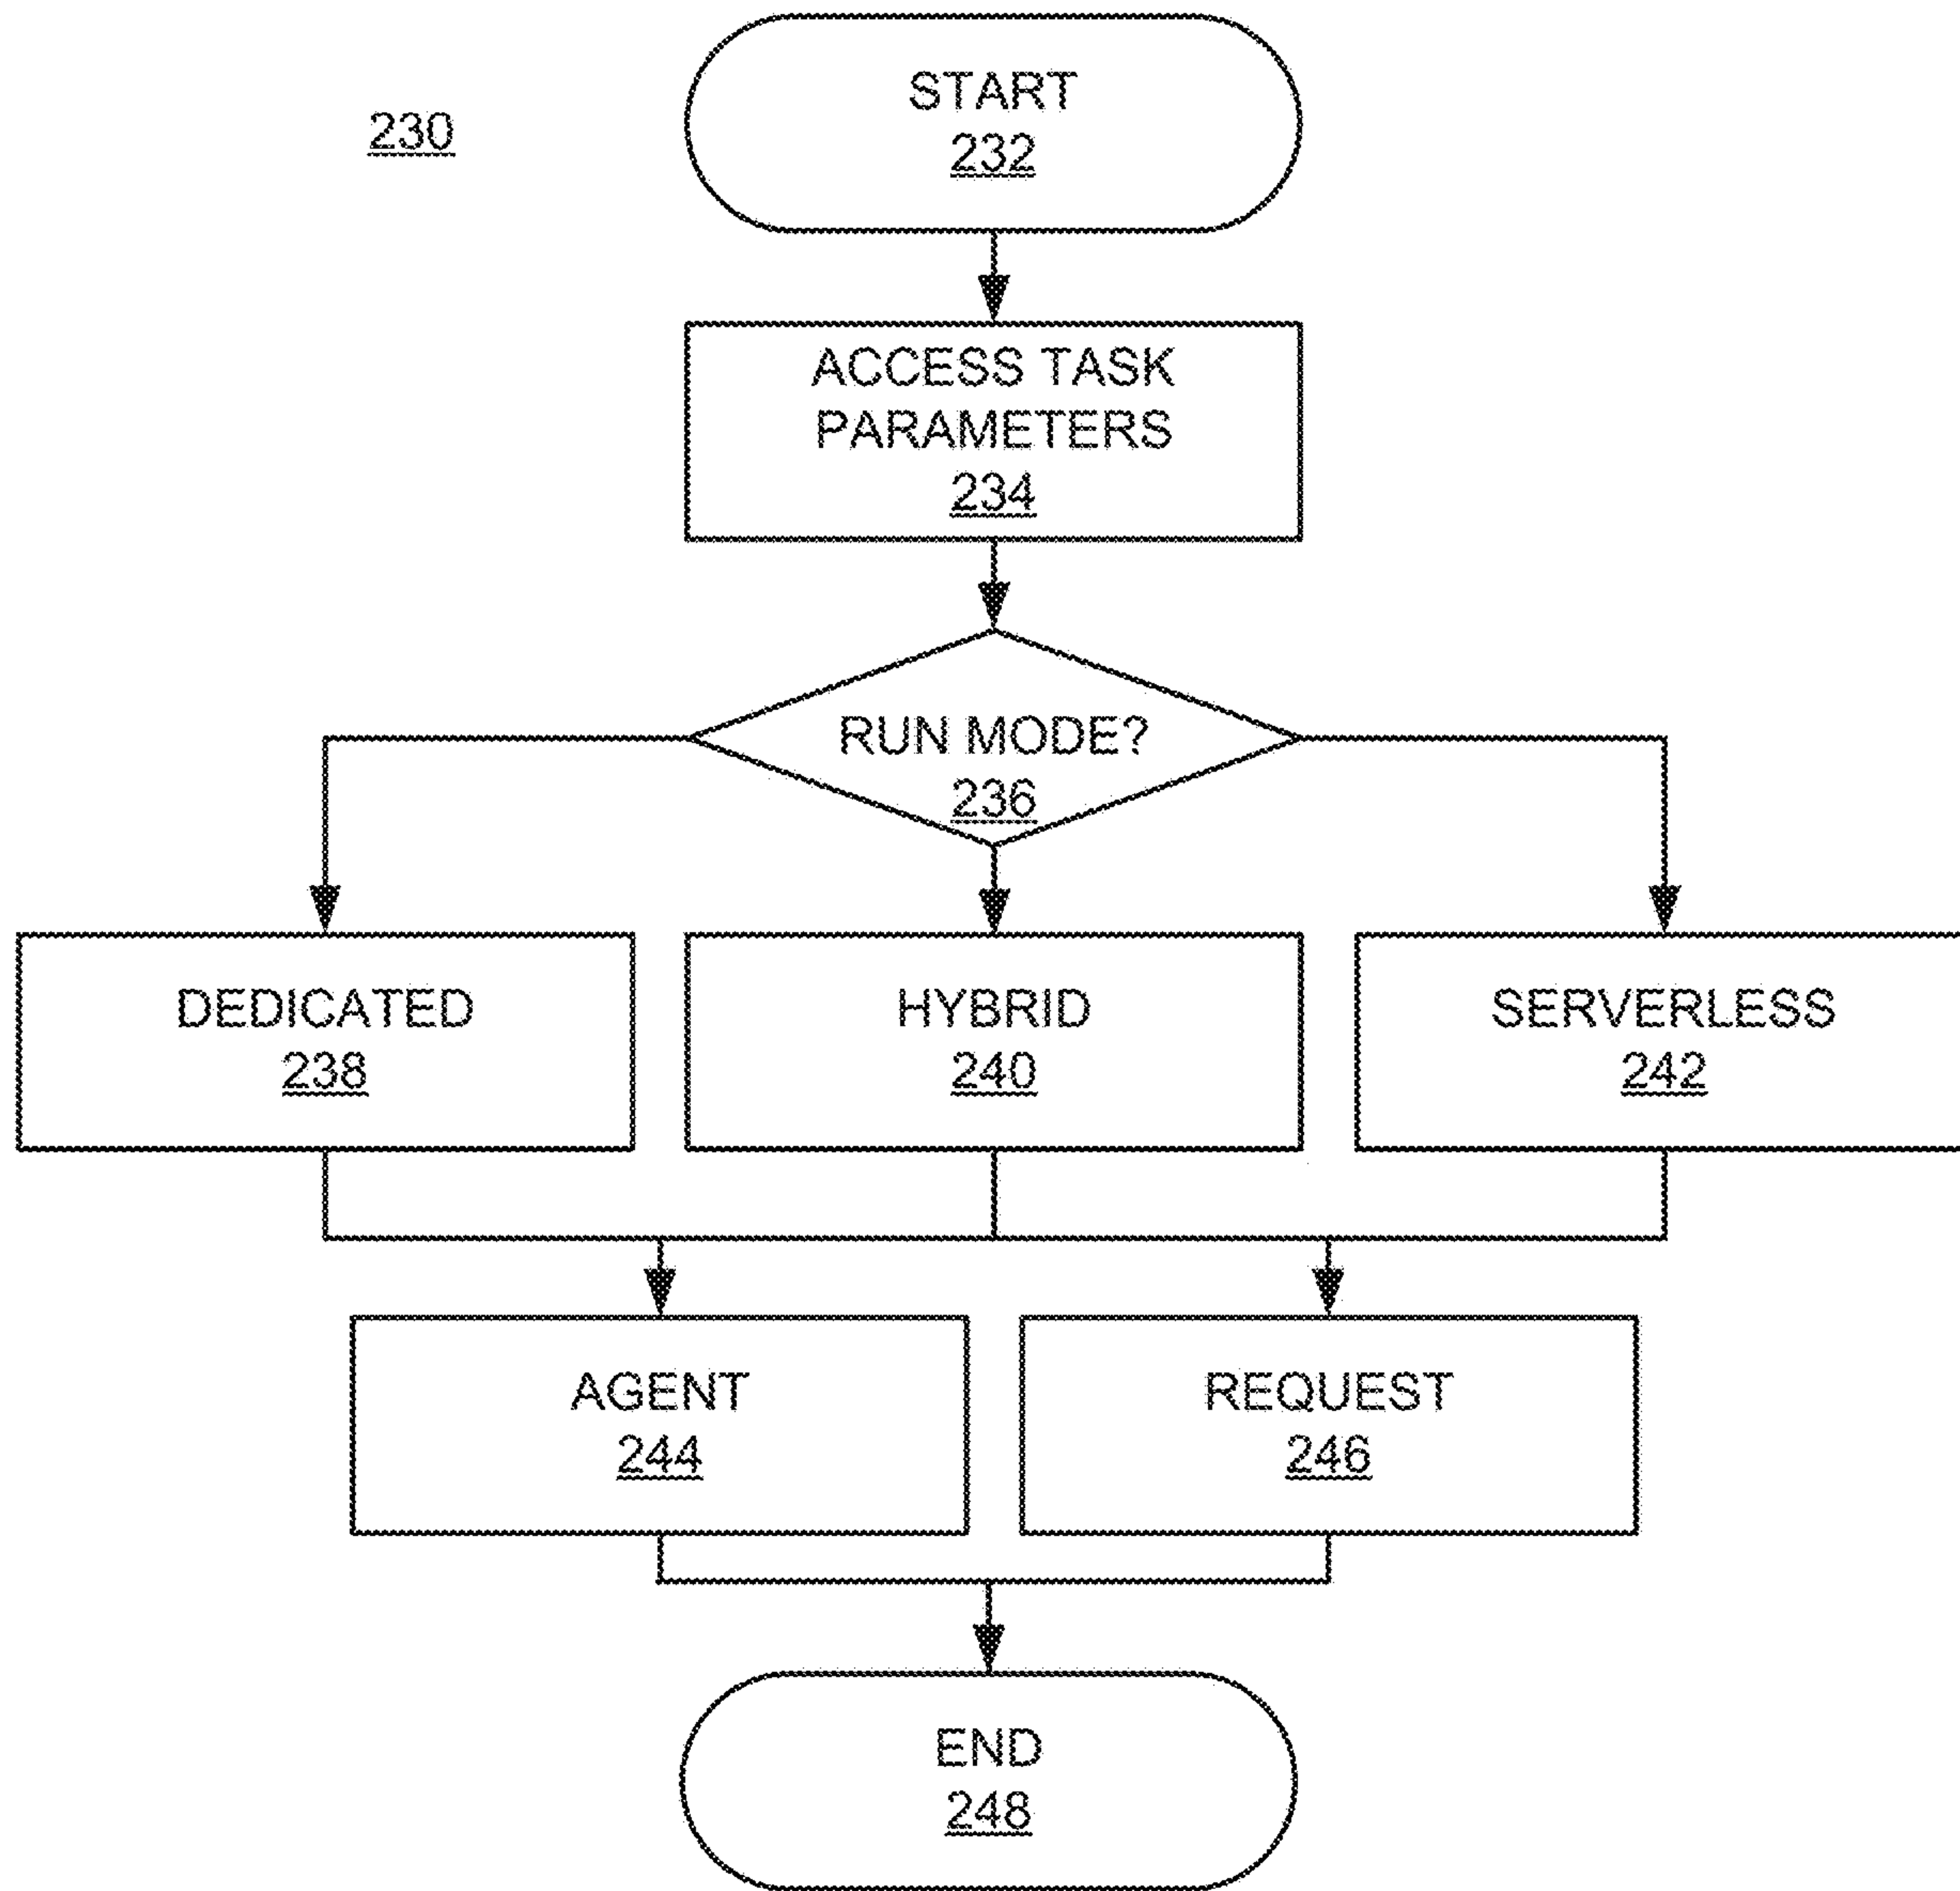 START
230
232
ACCESS TASK
PARAMETERS
234
RUN MODE?
236
DEDICATED
238
HYBRID
240
SERVERLESS
242
AGENT
244
REQUEST
246
END
248